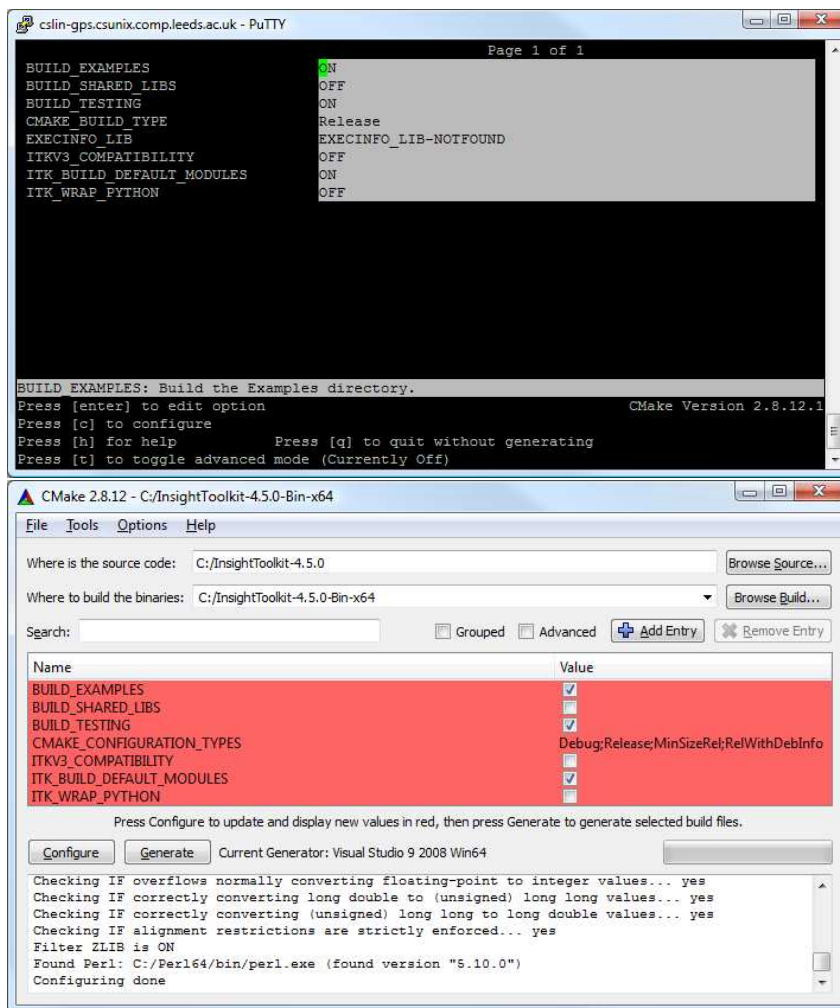 cslin-gps.csunix.comp.leeds.ac.uk - PuTTY
Page 1 of 1
BUILD_EXAMPLES ON
BUILD_SHARED_LIBS OFF
BUILD_TESTING ON
CMAKE_BUILD_TYPE Release
EXECINFO_LIB EXECINFO_LIB-NOTFOUND
ITKV3_COMPATIBILITY OFF
ITK_BUILD_DEFAULT_MODULES ON
ITK_WRAP_PYTHON OFF
BUILD_EXAMPLES: Build the Examples directory.
Press [enter] to edit option CMake Version 2.8.12.1
Press [c] to configure
Press [h] for help Press [q] to quit without generating
Press [t] to toggle advanced mode (Currently Off)
CMake 2.8.12 - C:/InsightToolkit-4.5.0-Bin-x64
File Tools Options Help
Where is the source code: C:/InsightToolkit-4.5.0 Browse Source...
Where to build the binaries: C:/InsightToolkit-4.5.0-Bin-x64 Browse Build...
Search: Grouped Advanced Add Entry Remove Entry
Name Value
BUILD_EXAMPLES
BUILD_SHARED_LIBS
BUILD_TESTING
CMAKE_CONFIGURATION_TYPES Debug;Release;MinSizeRel;RelWithDebInfo
ITKV3_COMPATIBILITY
ITK_BUILD_DEFAULT_MODULES
ITK_WRAP_PYTHON
Press Configure to update and display new values in red, then press Generate to generate selected build files.
Configure Generate Current Generator: Visual Studio 9 2008 Win64
Checking IF overflows normally converting floating-point to integer values... yes
Checking IF correctly converting long double to (unsigned) long long values... yes
Checking IF correctly converting (unsigned) long long to long double values... yes
Checking IF alignment restrictions are strictly enforced... yes
Filter ZLIB is ON
Found Perl: C:/Perl64/bin/perl.exe (found version "5.10.0")
Configuring done